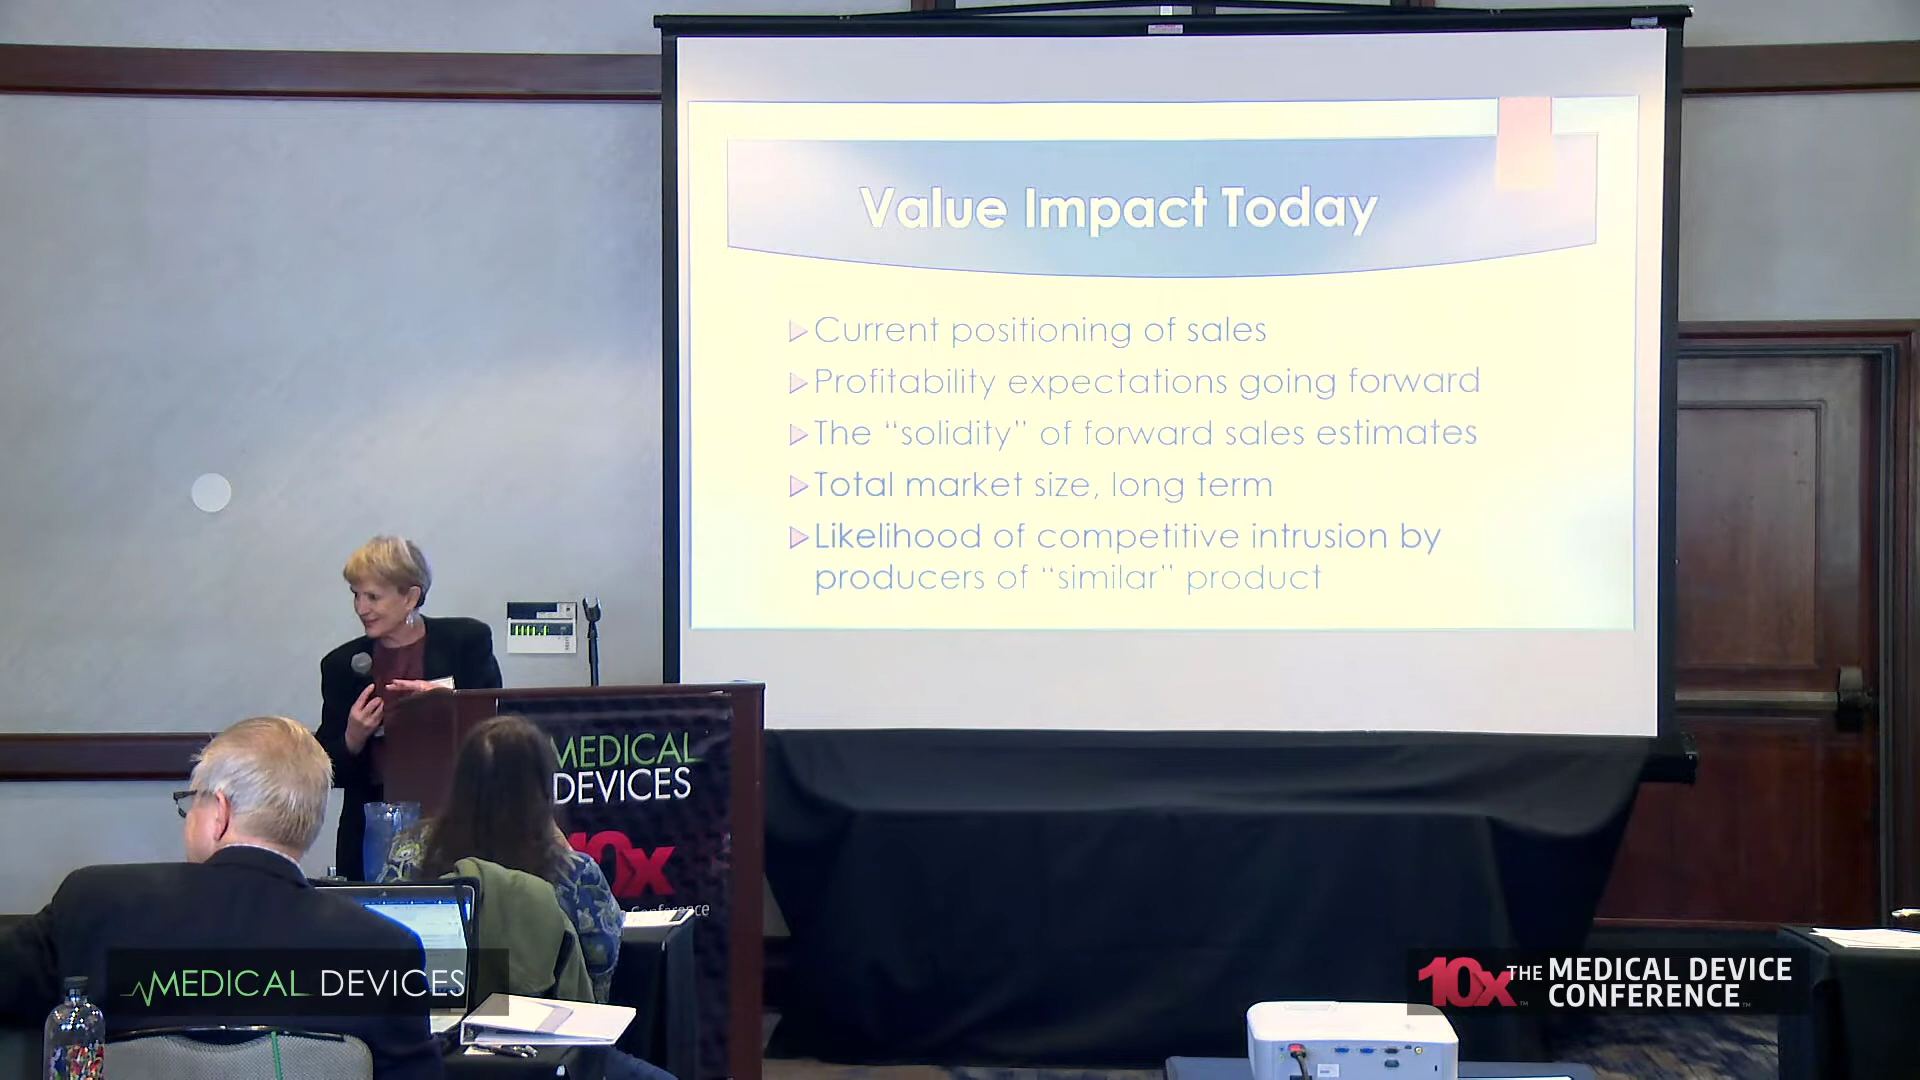 Value Impact Today
Current positioning of sales
Profitability expectations going forward
The “solidity” of forward sales estimates
Total market size, long term
Likelihood of competitive intrusion by
producers of “similar” product
MEDICAL
DEVICES
10x
Conference
MEDICAL DEVICES
10x THE MEDICAL DEVICE
CONFERENCE